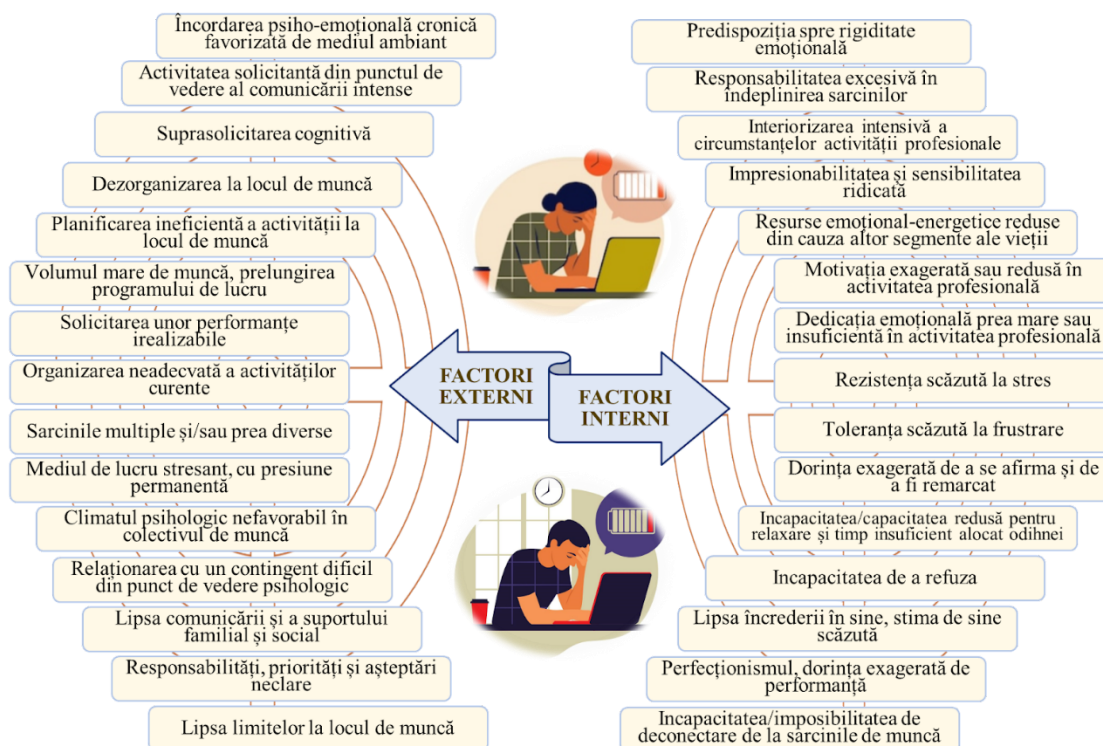 Încordarea psiho-emoțională cronică
favorizată de mediul ambiant
Activitatea solicitantă din punctul de
vedere al comunicării intense
Suprasolicitarea cognitivă
Dezorganizarea la locul de muncă
Planificarea ineficientă a activității la
locul de muncă
Volumul mare de muncă, prelungirea
programului de lucru
Solicitarea unor performanțe
irealizabile
Organizarea neadecvată a activităților
curente
Sarcinile multiple și/sau prea diverse
Mediul de lucru stresant, cu presiune
permanentă
Climatul psihologic nefavorabil în
colectivul de muncă
Relaționarea cu un contingent dificil
din punct de vedere psihologic
Lipsa comunicării și a suportului
familial și social
Responsabilități, priorități și așteptări
neclare
Lipsa limitelor la locul de muncă
FACTORI
EXTERNI
FACTORI
INTERNI
Predispoziția spre rigiditate
emoțională
Responsabilitatea excesivă în
îndeplinirea sarcinilor
Interiorizarea intensivă a
circumstanțelor activității profesionale
Impresionabilitatea și sensibilitatea
ridicată
Resurse emoțional-energetice reduse
din cauza altor segmente ale vieții
Motivația exagerată sau redusă în
activitatea profesională
Dedicația emoțională prea mare sau
insuficientă în activitatea profesională
Rezistența scăzută la stres
Toleranța scăzută la frustrare
Dorința exagerată de a se afirma și de
a fi remarcat
Incapacitatea/capacitatea redusă pentru
relaxare și timp insuficient alocat odihnei
Incapacitatea de a refuza
Lipsa încrederii în sine, stima de sine
scăzută
Perfecționismul, dorința exagerată de
performanță
Incapacitatea/imposibilitatea de
deconectare de la sarcinile de muncă